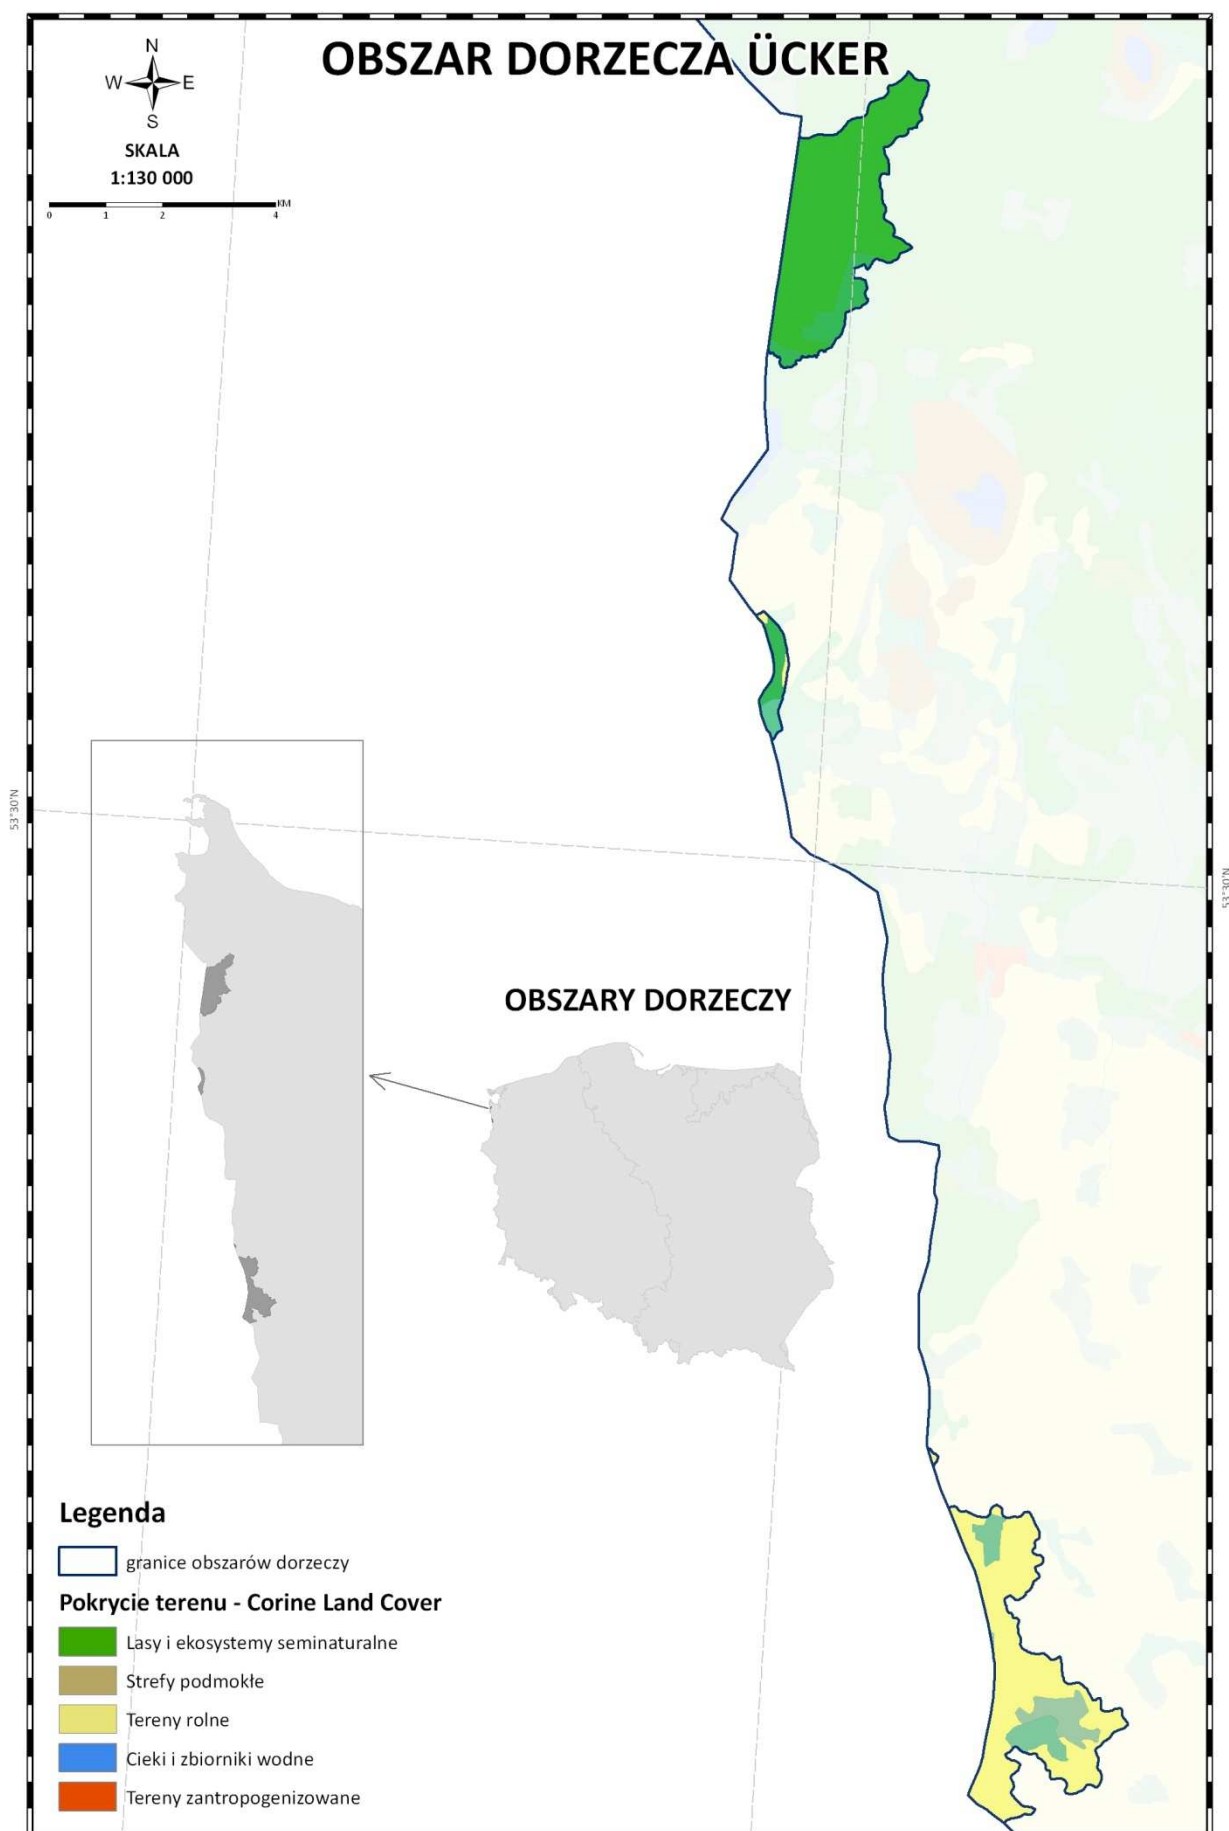 OBSZAR DORZECZA ÜCKER
N
W E
S
SKALA
1:130 000
KM
0 1 2 4
53°30'N
53°30'N
OBSZARY DORZECZY
Legenda
granice obszarów dorzeczy
Pokrycie terenu - Corine Land Cover
Lasy i ekosystemy seminaturalne
Strefy podmokłe
Tereny rolne
Cieki i zbiorniki wodne
Tereny zantropogenizowane